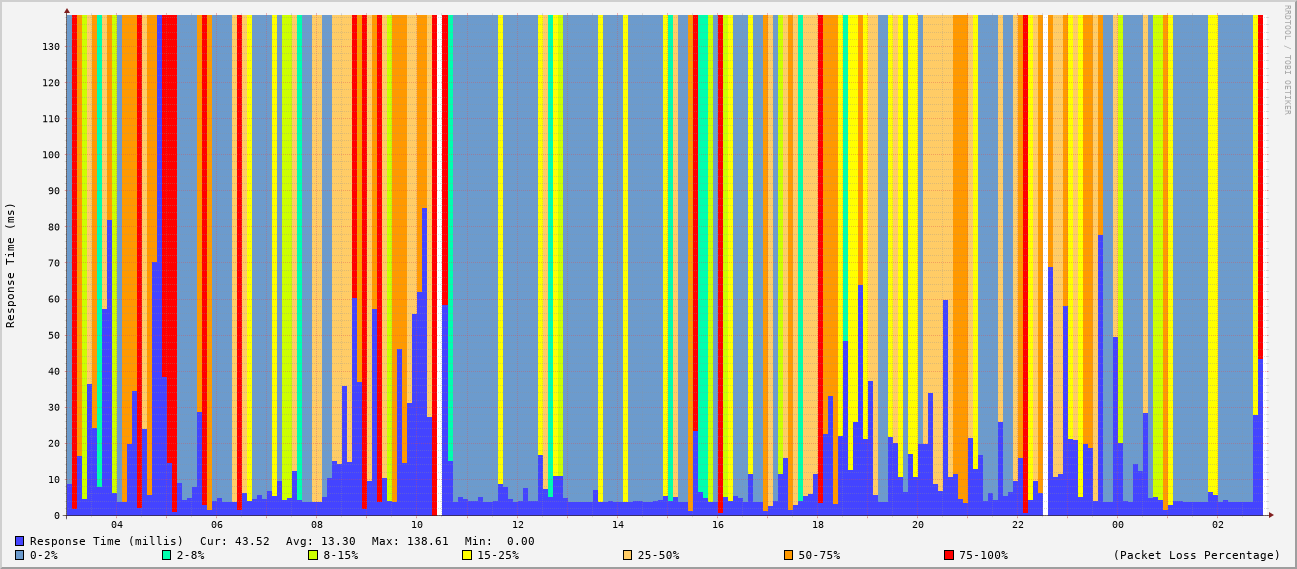 RRDTOOL / TOBI OETIKER
Response Time (ms)
130
120
110
100
90
80
70
60
50
40
30
20
10
0
04 06 08 10 12 14 16 18 20 22 00 02
Response Time (millis) Cur: 43.52 Avg: 13.30 Max: 138.61 Min: 0.00
0-2% 2-8% 8-15% 15-25% 25-50% 50-75% 75-100% (Packet Loss Percentage)